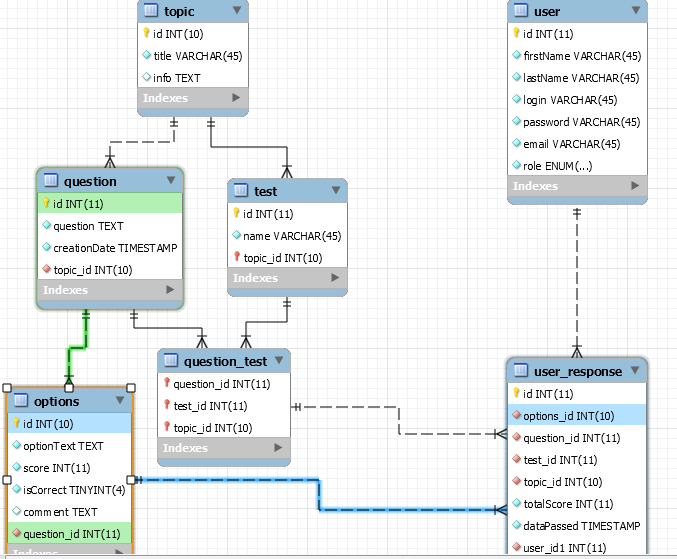 topic
id INT(10)
title VARCHAR(45)
info TEXT
Indexes
user
id INT(11)
firstName VARCHAR(45)
lastName VARCHAR(45)
login VARCHAR(45)
password VARCHAR(45)
email VARCHAR(45)
role ENUM(...)
Indexes
question
id INT(11)
question TEXT
creationDate TIMESTAMP
topic_id INT(10)
Indexes
test
id INT(11)
name VARCHAR(45)
topic_id INT(10)
Indexes
question_test
question_id INT(11)
test_id INT(11)
topic_id INT(10)
Indexes
options
id INT(10)
optionText TEXT
score INT(11)
isCorrect TINYINT(4)
comment TEXT
question_id INT(11)
Indexes
user_response
id INT(11)
options_id INT(10)
question_id INT(11)
test_id INT(11)
topic_id INT(10)
totalScore INT(11)
dataPassed TIMESTAMP
user_id1 INT(11)